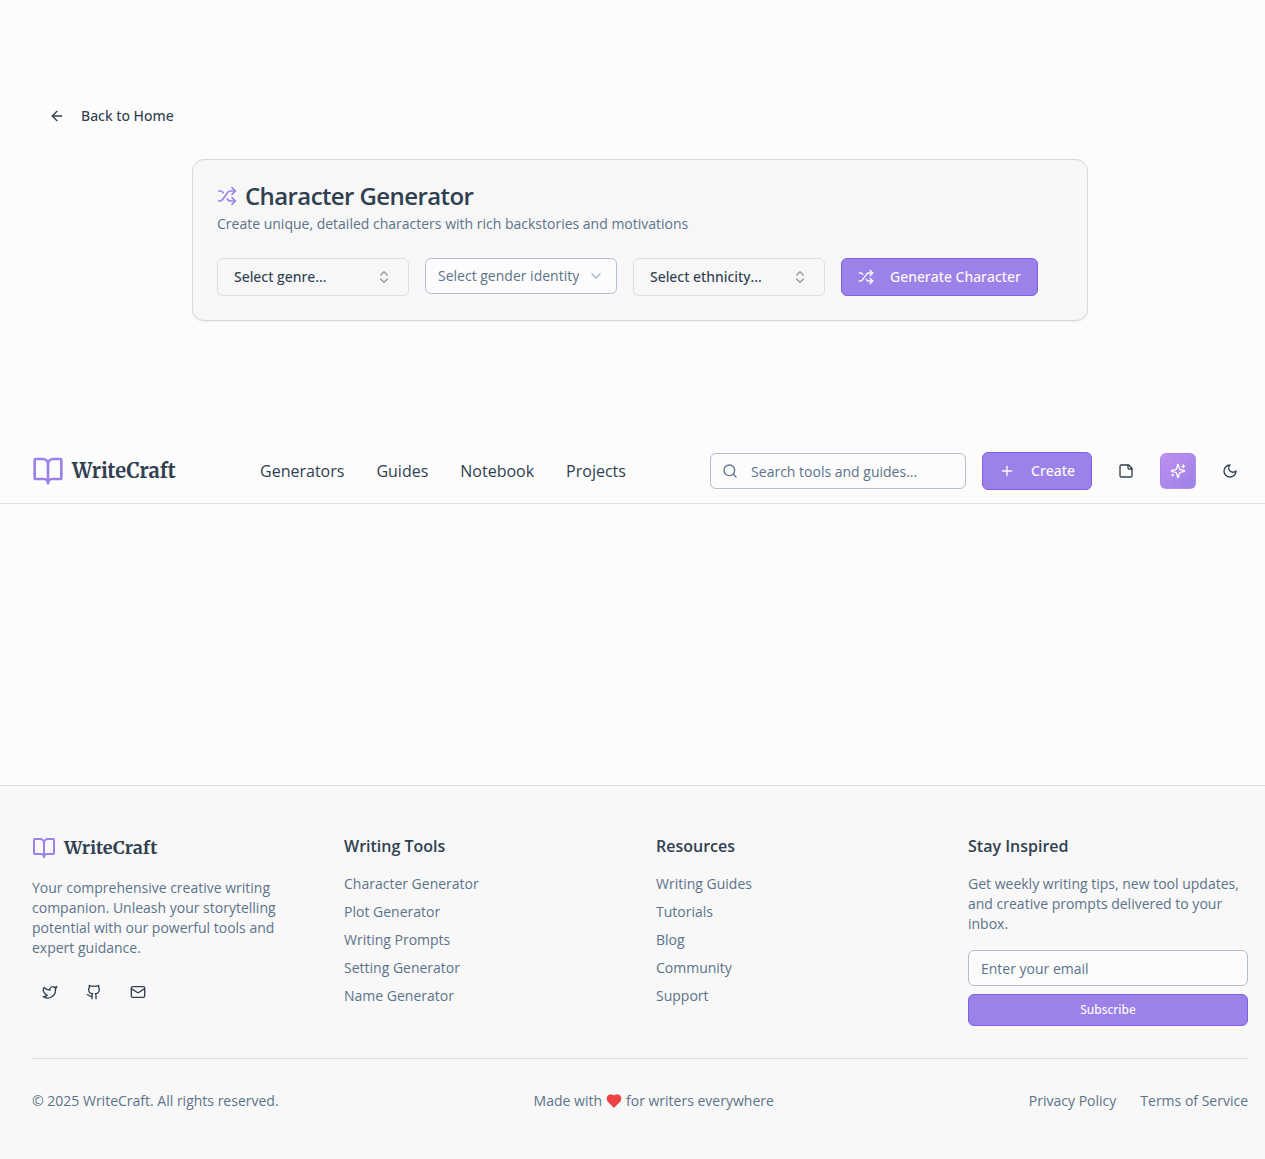 Back to Home
Character Generator
Create unique, detailed characters with rich backstories and motivations
Select genre...
Select gender identity
Select ethnicity...
Generate Character
WriteCraft
Generators
Guides
Notebook
Projects
Search tools and guides...
Create
WriteCraft
Your comprehensive creative writing
companion. Unleash your storytelling
potential with our powerful tools and
expert guidance.
Writing Tools
Character Generator
Plot Generator
Writing Prompts
Setting Generator
Name Generator
Resources
Writing Guides
Tutorials
Blog
Community
Support
Stay Inspired
Get weekly writing tips, new tool updates,
and creative prompts delivered to your
inbox.
Enter your email
Subscribe
© 2025 WriteCraft. All rights reserved.
Made with ❤️ for writers everywhere
Privacy Policy
Terms of Service